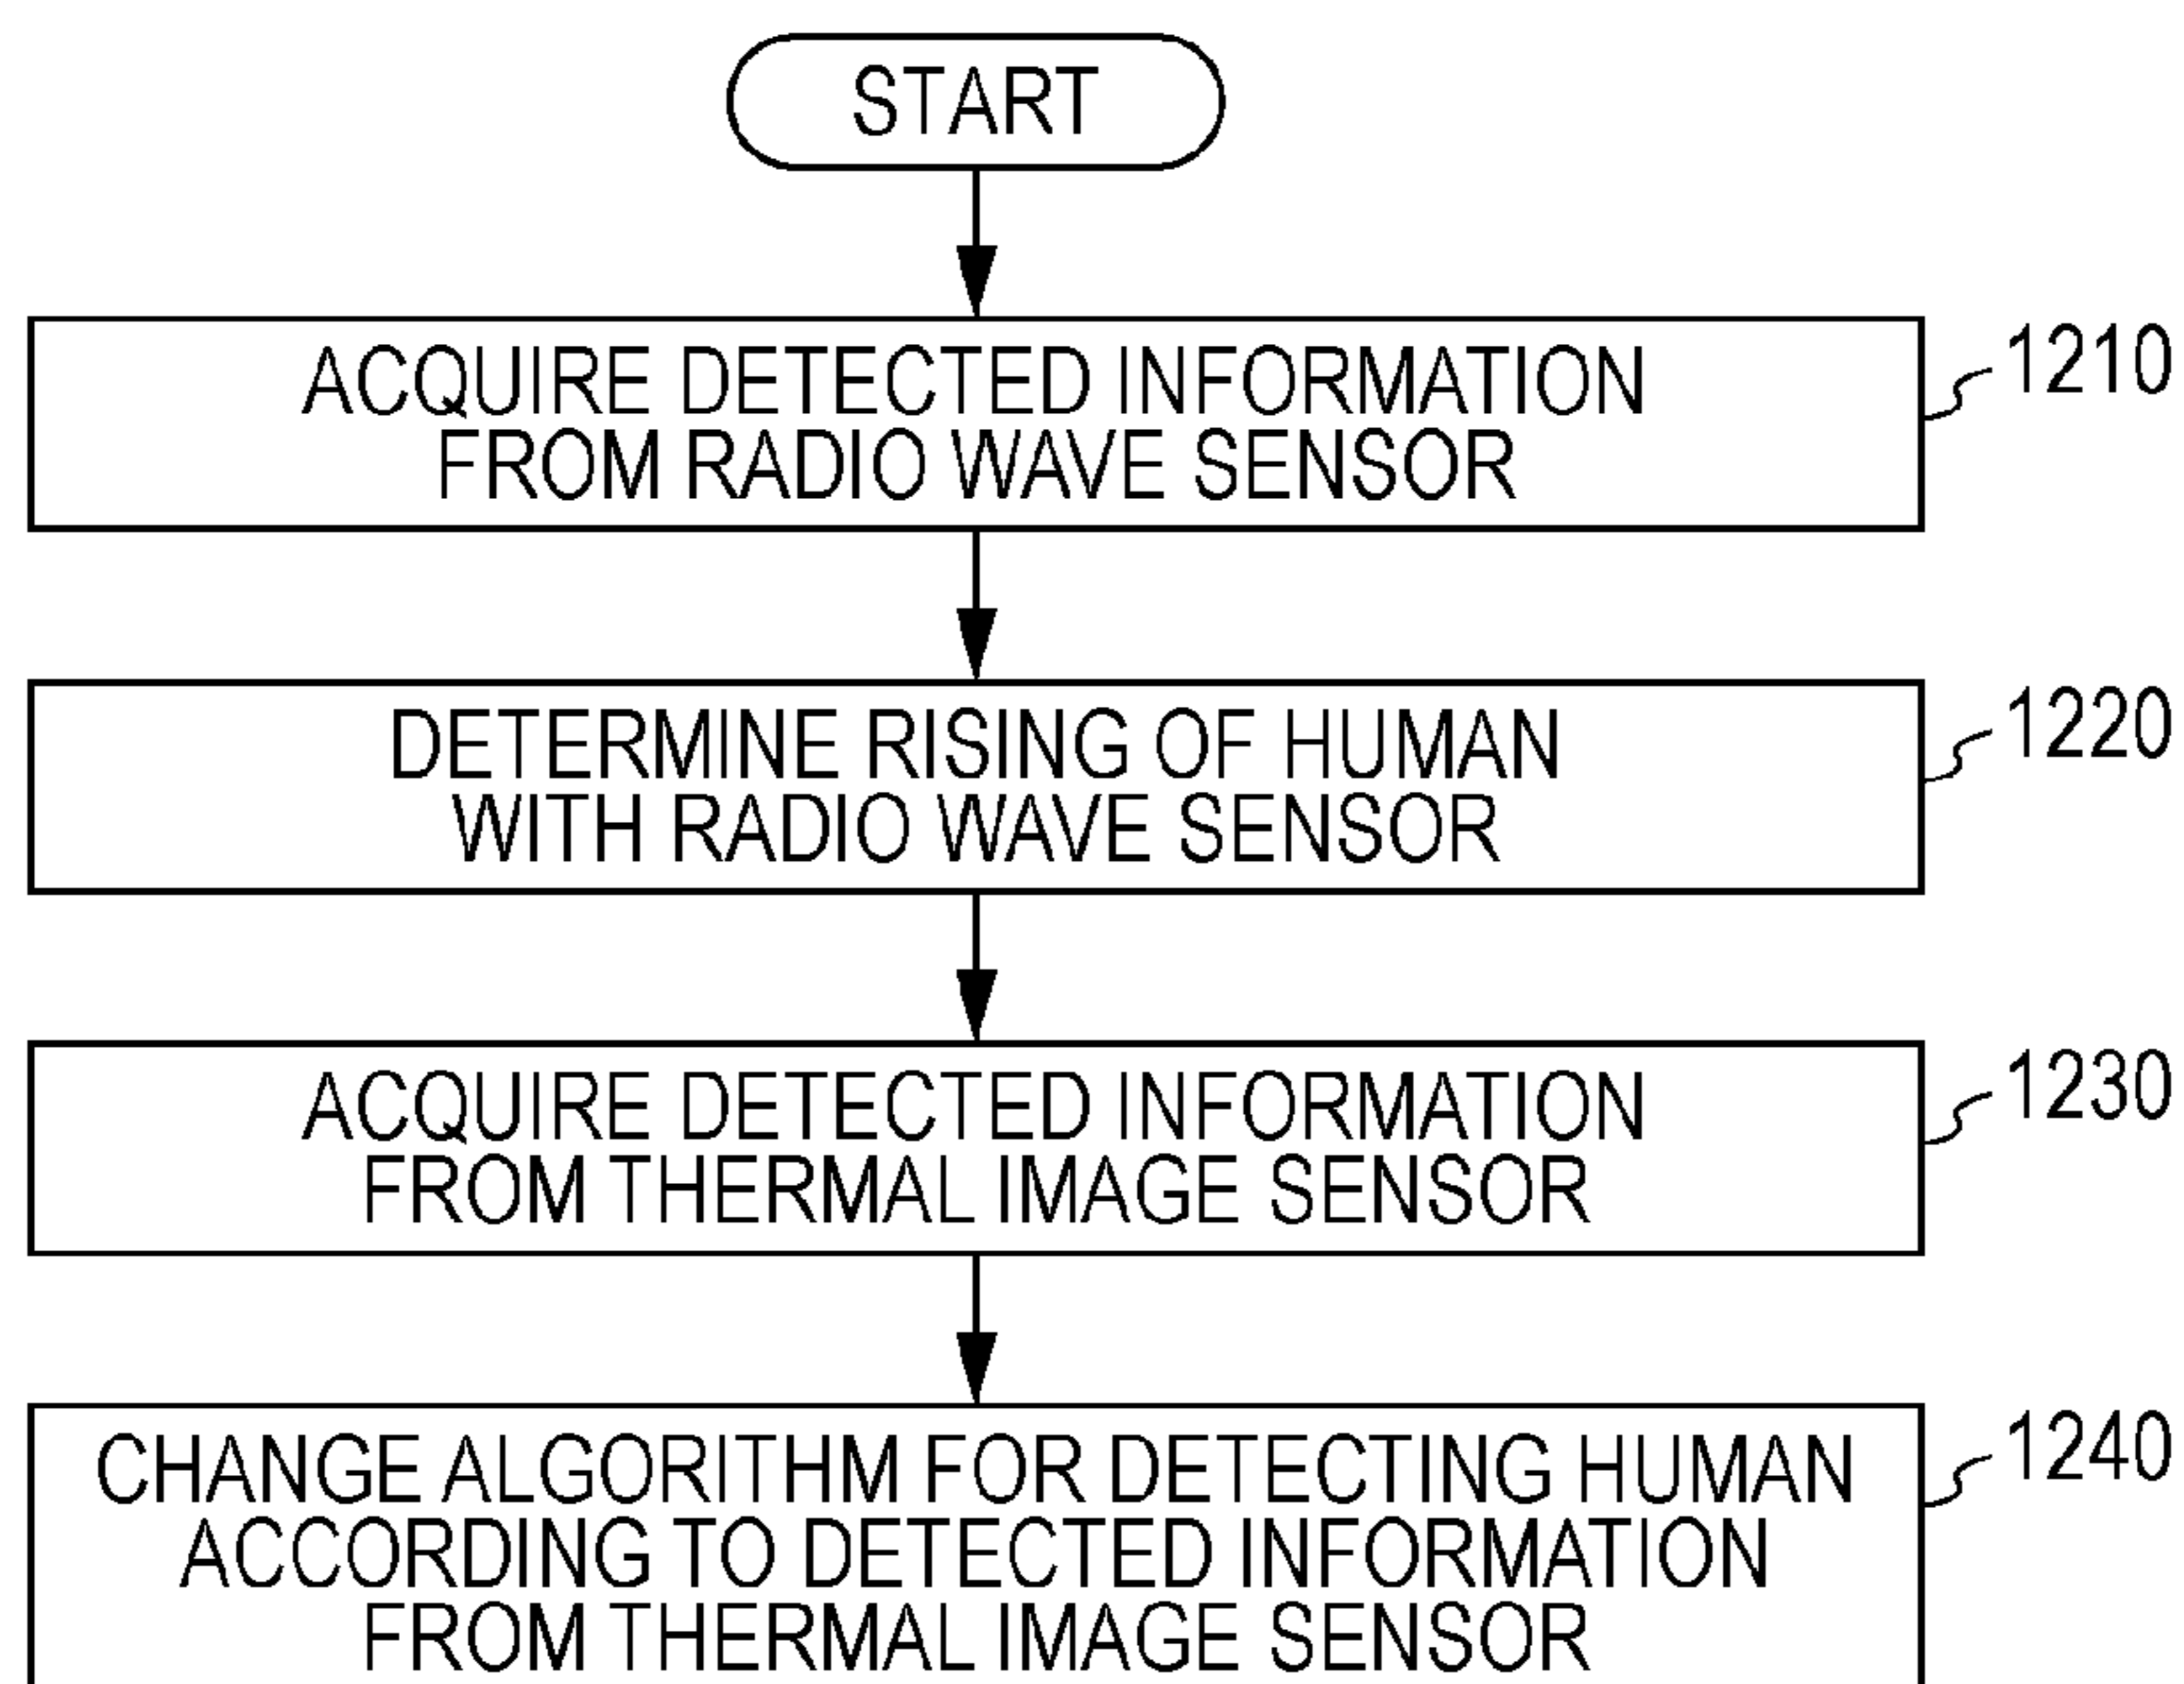 START
ACQUIRE DETECTED INFORMATION
FROM RADIO WAVE SENSOR
1210
DETERMINE RISING OF HUMAN
WITH RADIO WAVE SENSOR
1220
ACQUIRE DETECTED INFORMATION
FROM THERMAL IMAGE SENSOR
1230
CHANGE ALGORITHM FOR DETECTING HUMAN
ACCORDING TO DETECTED INFORMATION
FROM THERMAL IMAGE SENSOR
1240